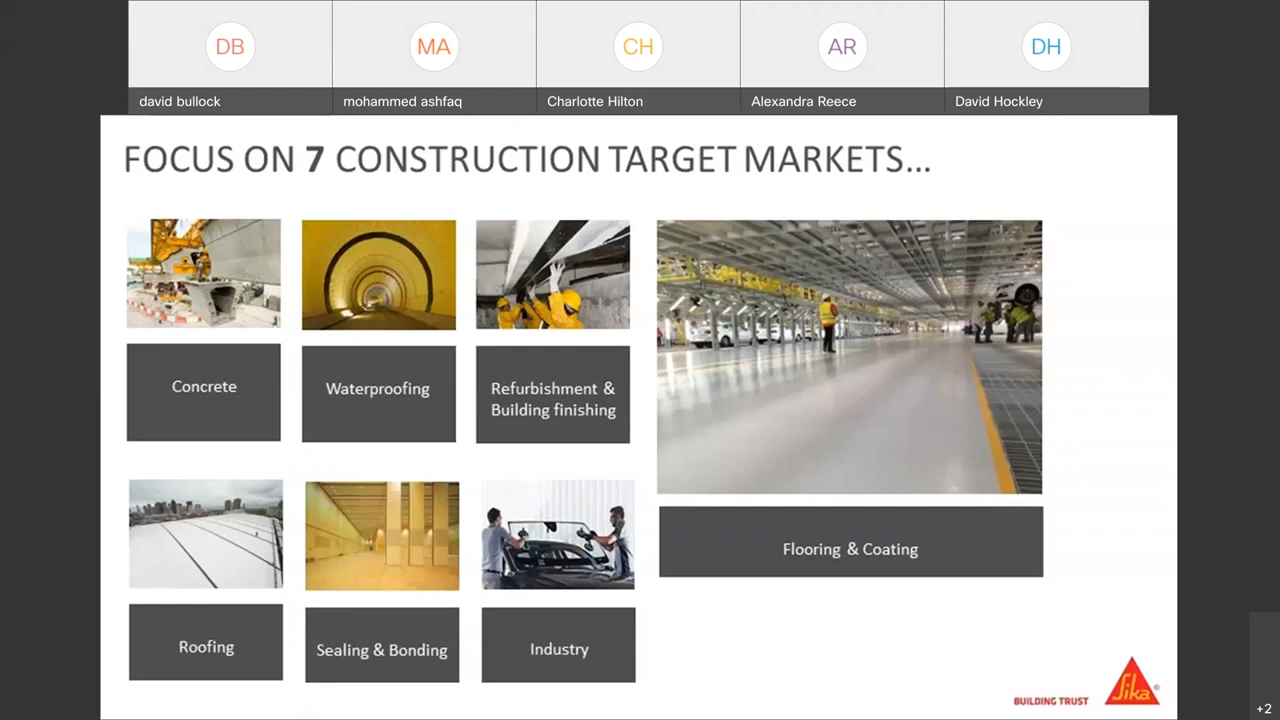 DB
MA
CH
AR
DH
david bullock
mohammed ashfaq
Charlotte Hilton
Alexandra Reece
David Hockley
FOCUS ON 7 CONSTRUCTION TARGET MARKETS...
Concrete
Waterproofing
Refurbishment &
Building finishing
Flooring & Coating
Roofing
Sealing & Bonding
Industry
BUILDING TRUST
Sika®
+2